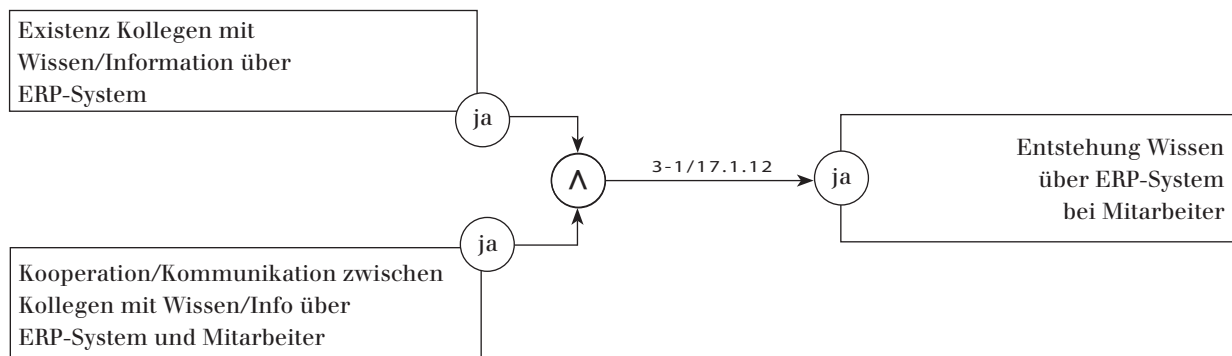 Existenz Kollegen mit
Wissen/Information über
ERP-System
ja
∧
3-1/17.1.12
ja
Entstehung Wissen
über ERP-System
bei Mitarbeiter
ja
Kooperation/Kommunikation zwischen
Kollegen mit Wissen/Info über
ERP-System und Mitarbeiter